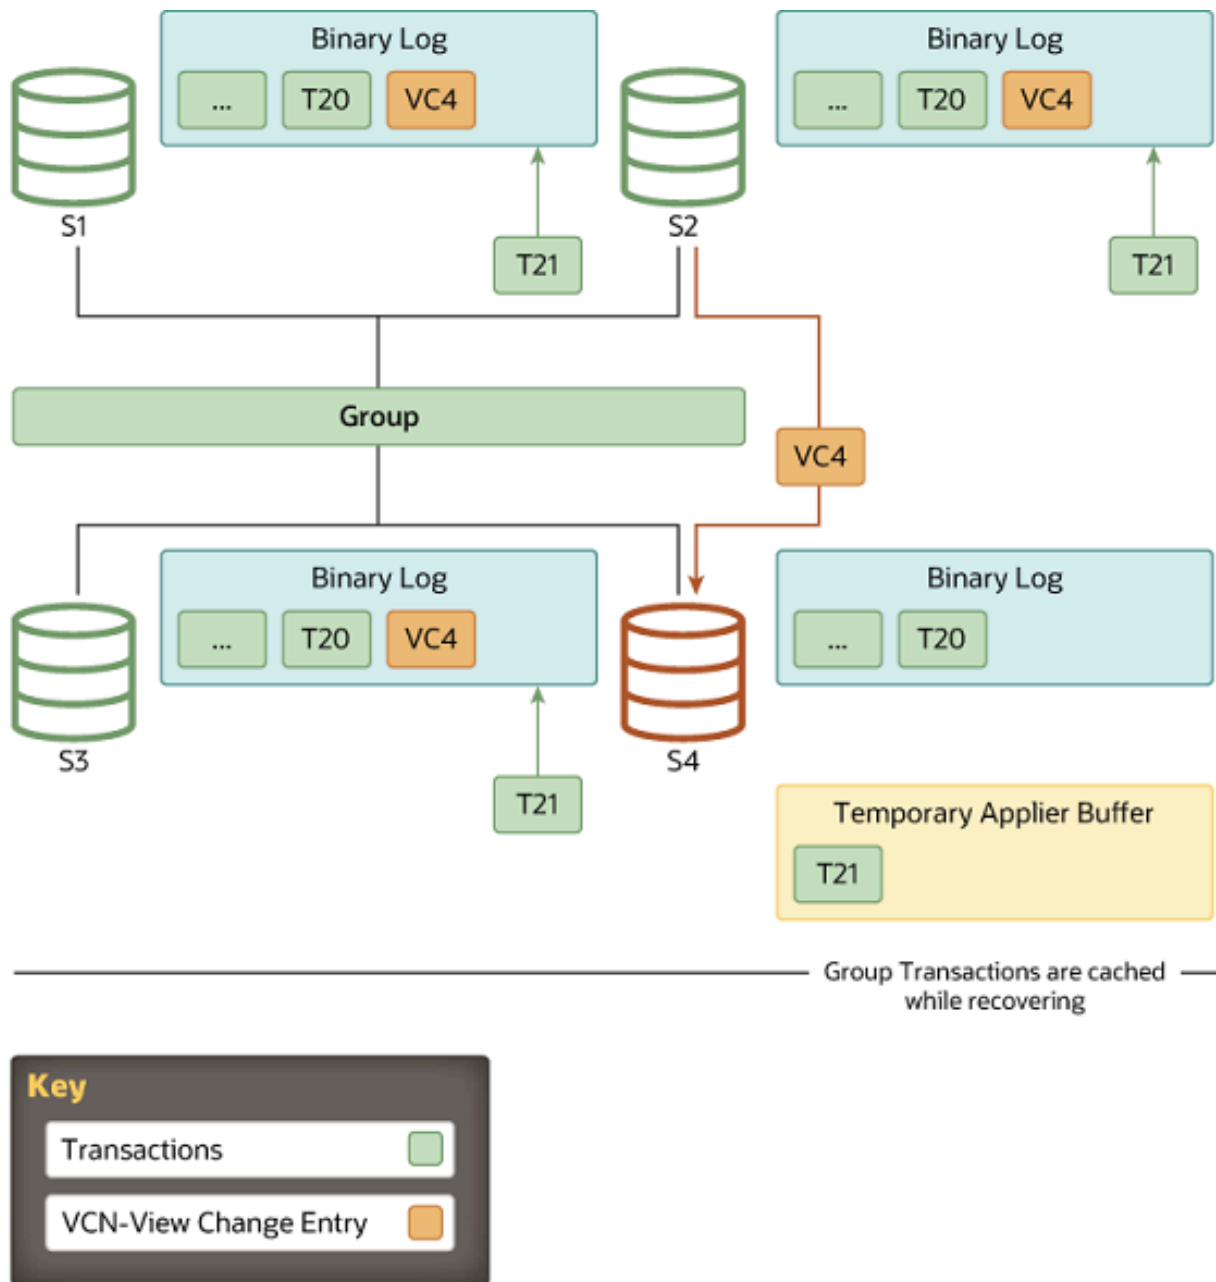 Binary Log
... T20 VC4
S1
T21
Binary Log
... T20 VC4
S2
T21
Group
VC4
Binary Log
... T20 VC4
S3
T21
Binary Log
... T20
S4
Temporary Applier Buffer
T21
Group Transactions are cached
while recovering
Key
Transactions
VCN-View Change Entry